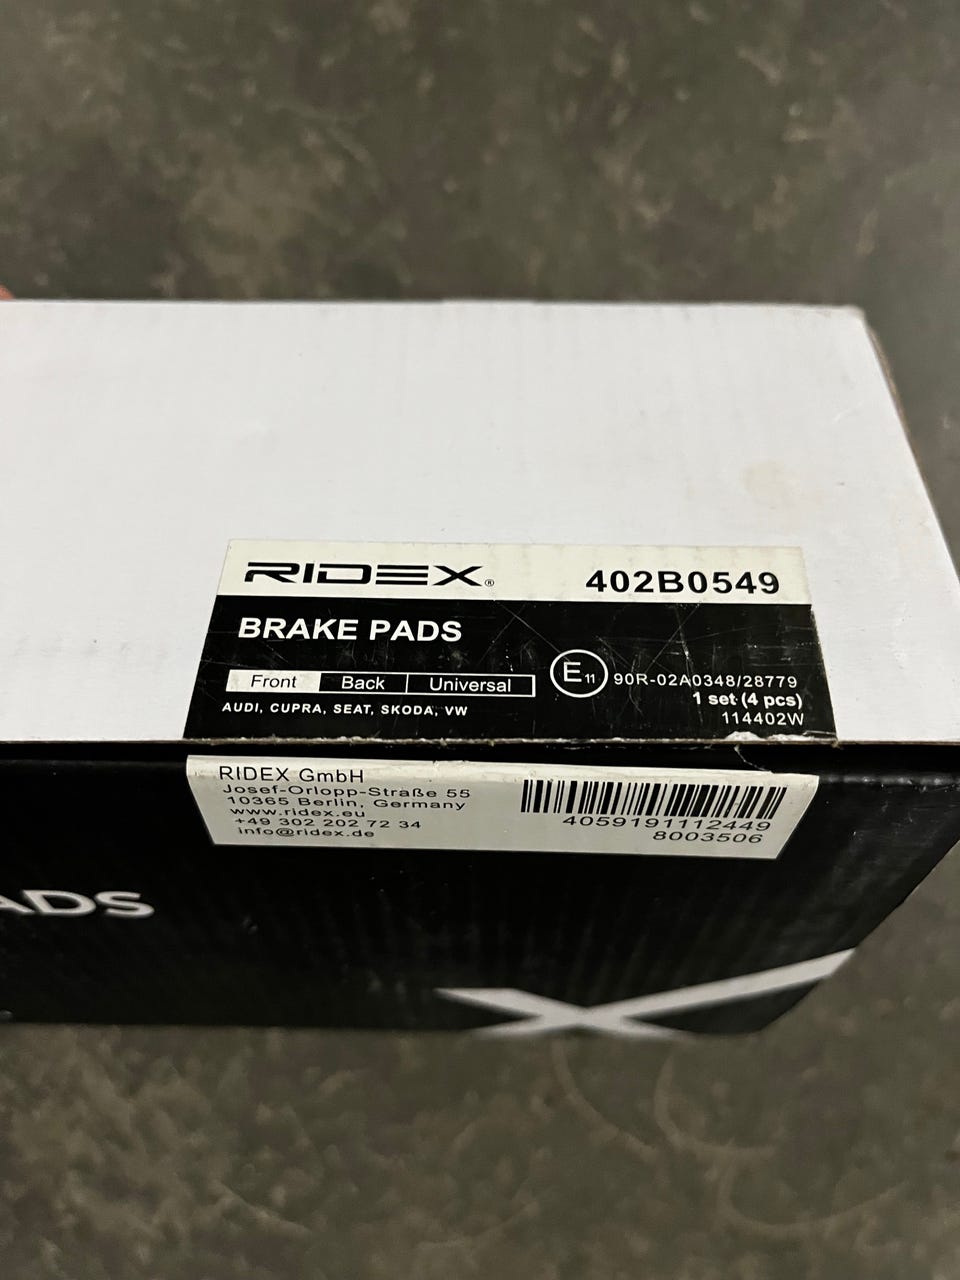 RIDEX® 402B0549
BRAKE PADS
Front Back Universal
E11 90R-02A0348/28779
1 set (4 pcs)
AUDI, CUPRA, SEAT, SKODA, VW
114402W
RIDEX GmbH
Josef-Orlopp-Straße 55
10365 Berlin, Germany
www.ridex.eu
+49 302 202 72 34
info@ridex.de
4059191112449
8003506
ADS